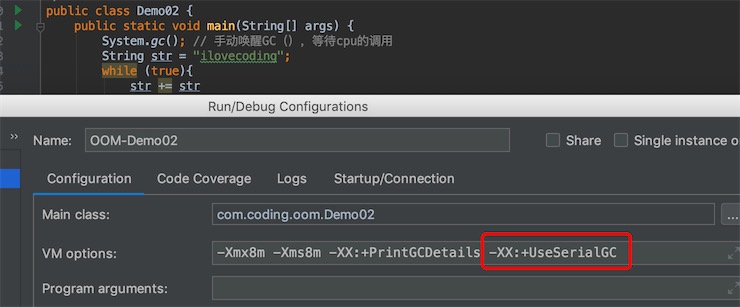 public class Demo02 {
public static void main(String[] args) {
System.gc(); // 手动唤醒GC（），等待cpu的调用
String str = "ilovecoding";
while (true){
str += str
Run/Debug Configurations
Name: OOM-Demo02 Share Single instance o
Configuration Code Coverage Logs Startup/Connection
Main class: com.coding.oom.Demo02 ...
VM options: -Xmx8m -Xms8m -XX:+PrintGCDetails -XX:+UseSerialGC
Program arguments: